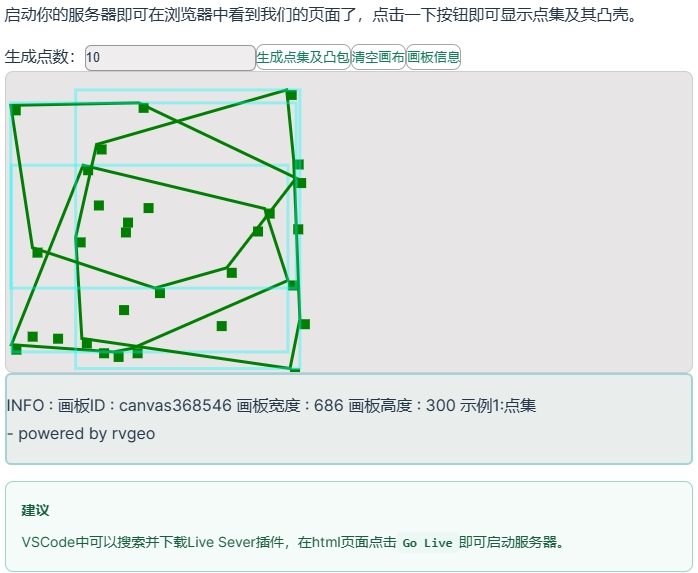 启动你的服务器即可在浏览器中看到我们的页面了，点击一下按钮即可显示点集及其凸壳。
生成点数：10 生成点集及凸包 清空画布 画板信息
INFO : 画板ID : canvas368546 画板宽度 : 686 画板高度 : 300 示例1:点集
- powered by rvgeo
建议
VSCode中可以搜索并下载Live Sever插件，在html页面点击 Go Live 即可启动服务器。